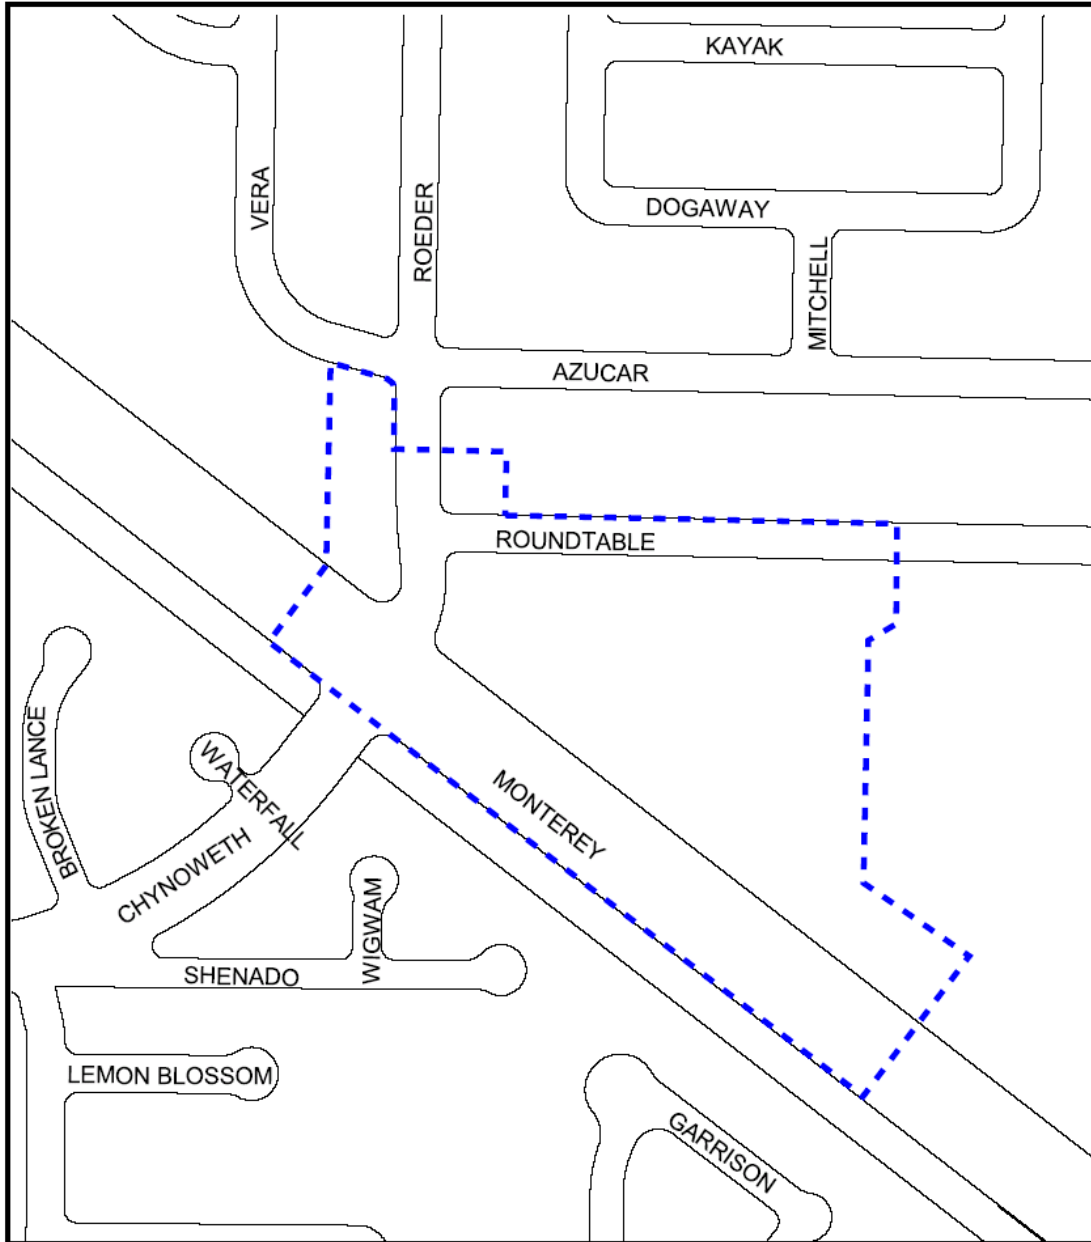 KAYAK
VERA
ROEDER
DOGAWAY
MITCHELL
AZUCAR
ROUNDTABLE
BROKEN LANCE
WATERFALL
MONTEREY
CHYNOWETH
WIGWAM
SHENADO
LEMON BLOSSOM
GARRISON